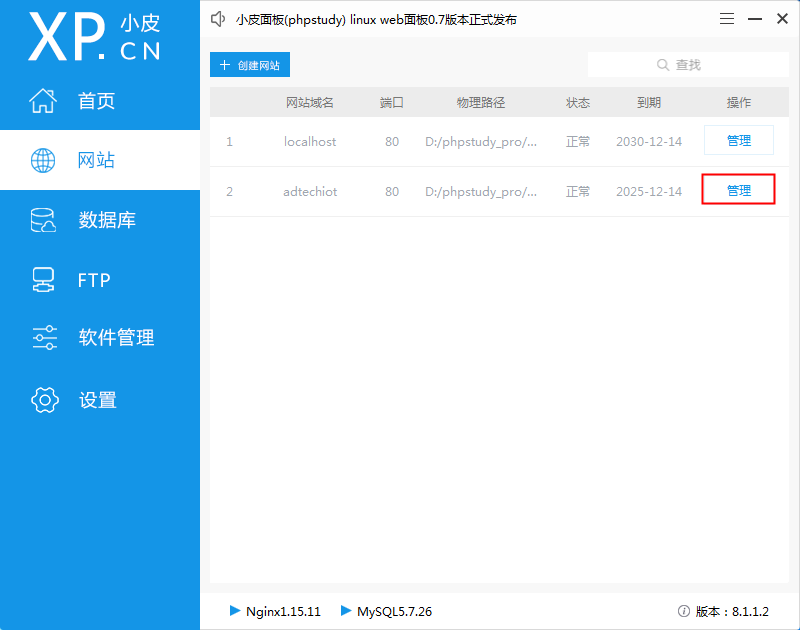 XP. 小皮 CN
小皮面板(phpstudy) linux web面板0.7版本正式发布
首页
网站
数据库
FTP
软件管理
设置
创建网站
查找
网站域名 端口 物理路径 状态 到期 操作
1 localhost 80 D:/phpstudy_pro/... 正常 2030-12-14 管理
2 adtechiot 80 D:/phpstudy_pro/... 正常 2025-12-14 管理
Nginx1.15.11 MySQL5.7.26 版本：8.1.1.2